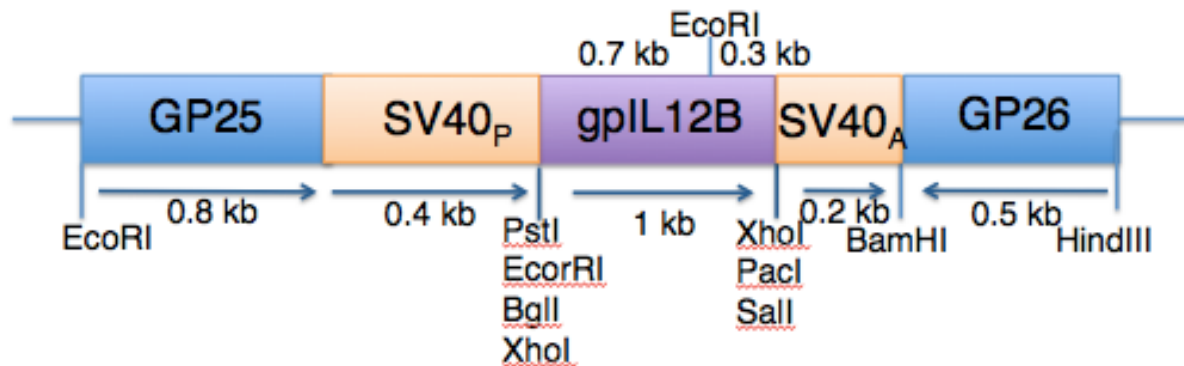 EcoRI
0.7 kb 0.3 kb
GP25 SV40P gpIL12B SV40A GP26
0.8 kb 0.4 kb 1 kb 0.2 kb 0.5 kb
EcoRI PstI XhoI BamHI HindIII
EcorRI PacI
BglI SalI
XhoI